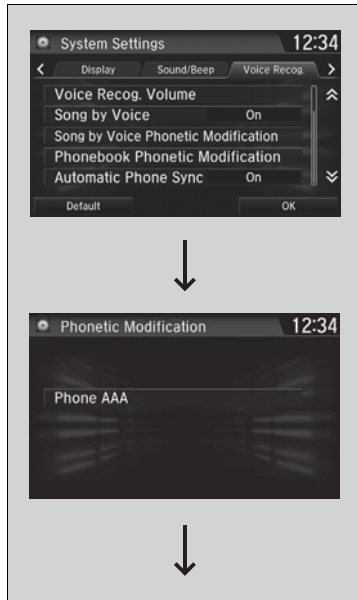 System Settings 12:34
Display Sound/Beep Voice Recog.
Voice Recog. Volume
Song by Voice On
Song by Voice Phonetic Modification
Phonebook Phonetic Modification
Automatic Phone Sync On
Default OK
Phonetic Modification 12:34
Phone AAA